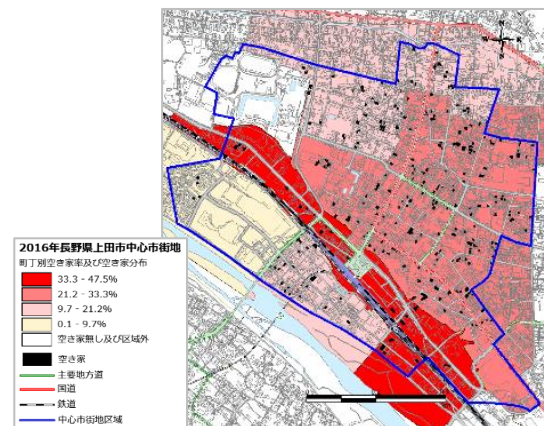 2016年長野県上田市中心市街地
町丁別空き家率及び空き家分布
33.3 - 47.5%
21.2 - 33.3%
9.7 - 21.2%
0.1 - 9.7%
空き家無し及び区域外
空き家
主要地方道
国道
鉄道
中心市街地区域